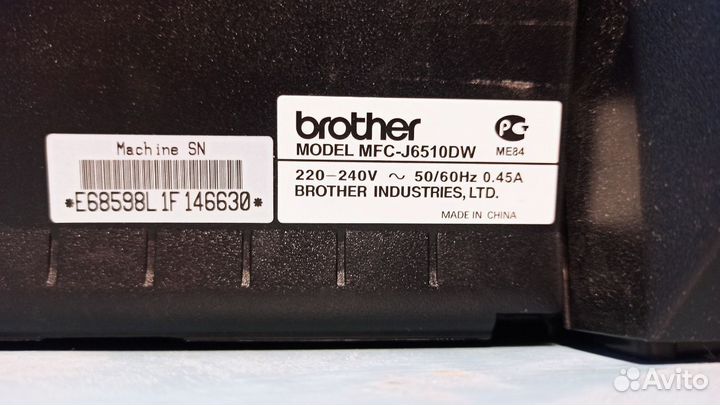 Machine SN
*E68598L1F146630*
brother
MODEL MFC-J6510DW
PG
ME84
220-240V ~ 50/60Hz 0.45A
BROTHER INDUSTRIES, LTD.
MADE IN CHINA
Avito